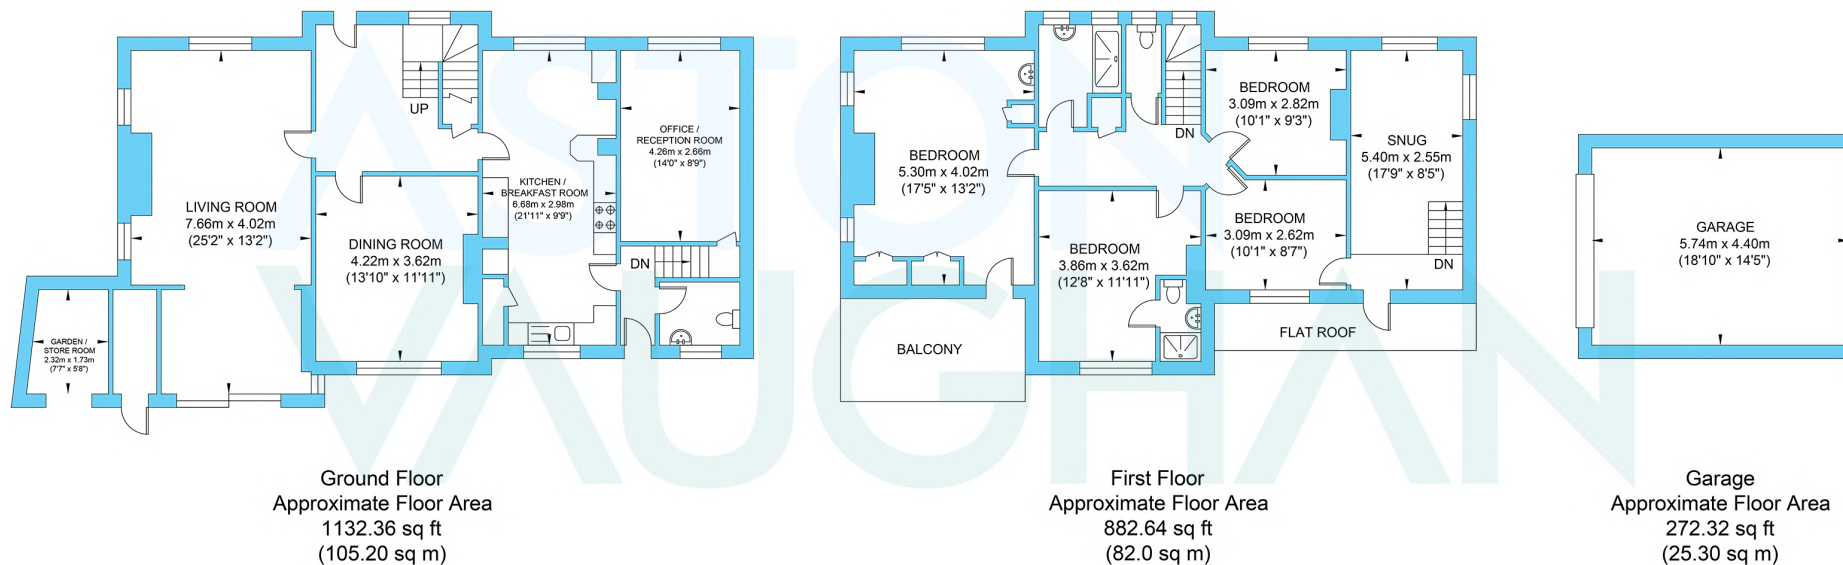 ASTON
VAUGHAN
UP
LIVING ROOM
7.66m x 4.02m
(25'2" x 13'2")
DINING ROOM
4.22m x 3.62m
(13'10" x 11'11")
KITCHEN /
BREAKFAST ROOM
6.68m x 2.98m
(21'11" x 9'9")
OFFICE /
RECEPTION ROOM
4.26m x 2.66m
(14'0" x 8'9")
DN
GARDEN /
STORE ROOM
2.32m x 1.73m
(7'7" x 5'8")
Ground Floor
Approximate Floor Area
1132.36 sq ft
(105.20 sq m)
BEDROOM
5.30m x 4.02m
(17'5" x 13'2")
DN
BEDROOM
3.09m x 2.82m
(10'1" x 9'3")
SNUG
5.40m x 2.55m
(17'9" x 8'5")
BEDROOM
3.86m x 3.62m
(12'8" x 11'11")
BEDROOM
3.09m x 2.62m
(10'1" x 8'7")
DN
BALCONY
FLAT ROOF
First Floor
Approximate Floor Area
882.64 sq ft
(82.0 sq m)
GARAGE
5.74m x 4.40m
(18'10" x 14'5")
Garage
Approximate Floor Area
272.32 sq ft
(25.30 sq m)